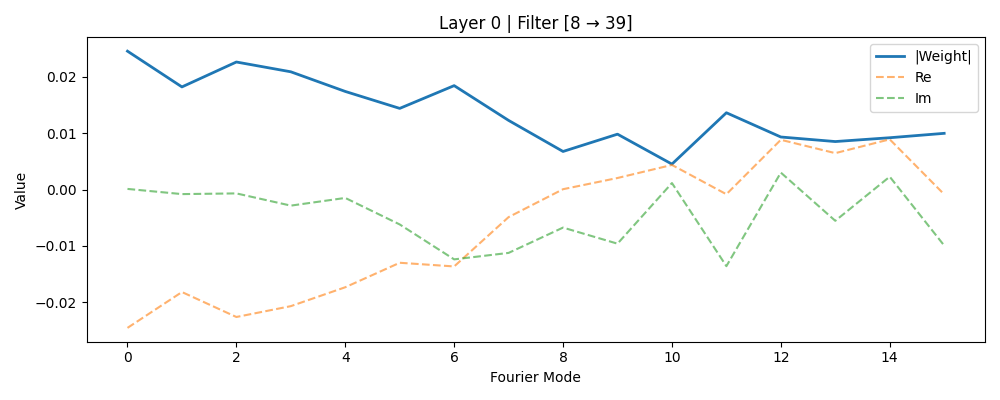 Layer 0 | Filter [8 → 39]
|Weight|
Re
Im
Value
0.02
0.01
0.00
−0.01
−0.02
0 2 4 6 8 10 12 14
Fourier Mode